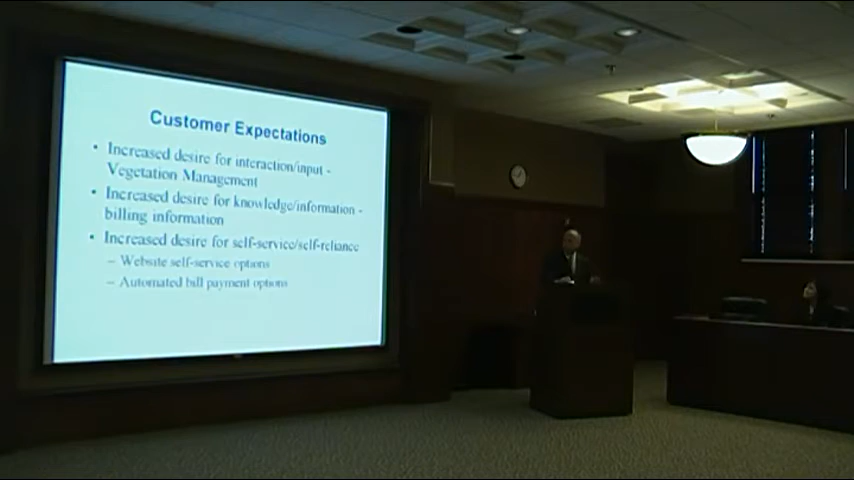 Customer Expectations
• Increased desire for interaction/input -
Vegetation Management
• Increased desire for knowledge/information -
billing information
• Increased desire for self-service/self-reliance
– Website self-service options
– Automated bill payment options